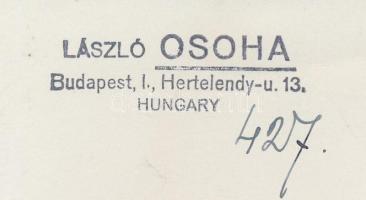 LÁSZLÓ OSOHA
Budapest, I., Hertelendy-u. 13.
HUNGARY
427.